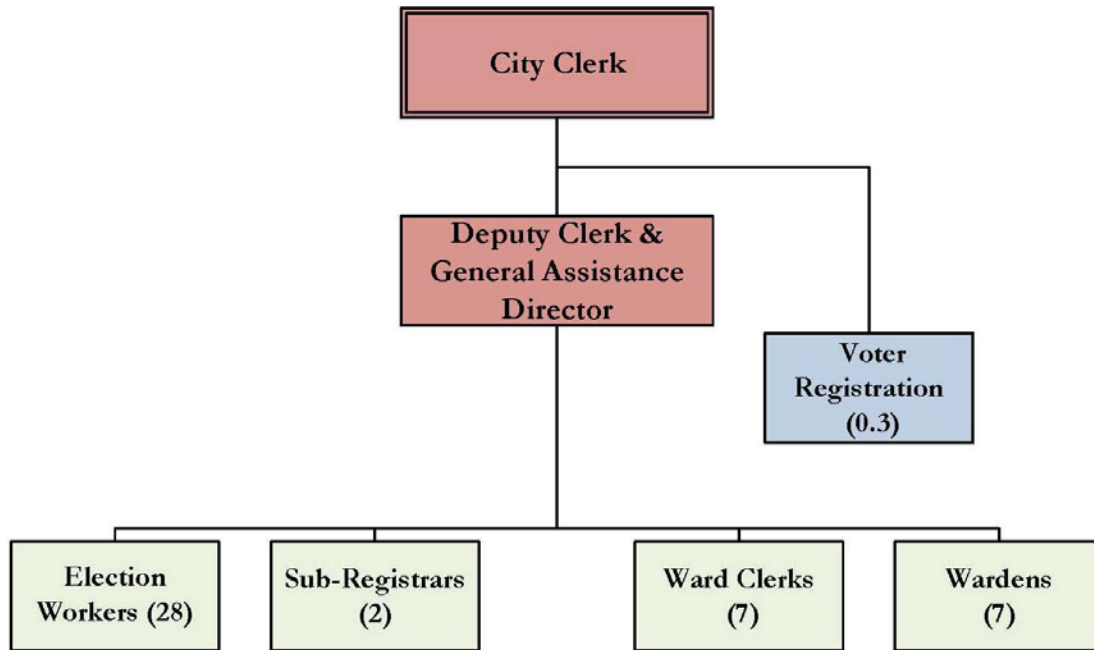 City Clerk
Deputy Clerk &
General Assistance
Director
Voter
Registration
(0.3)
Election
Workers (28)
Sub-Registrars
(2)
Ward Clerks
(7)
Wardens
(7)